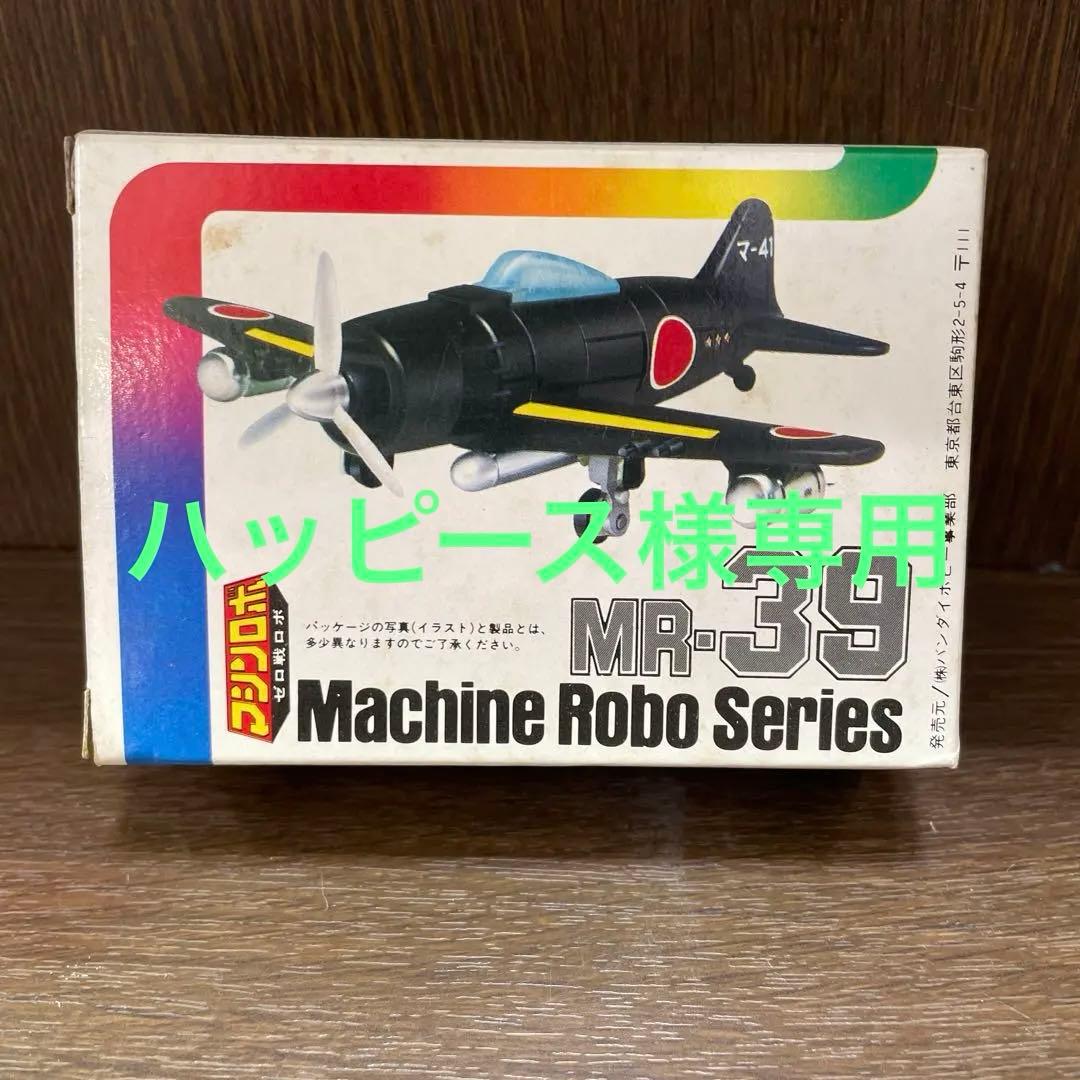 マ-41
ハッピース様専用
MR-39
マシンロボ
ゼロ戦ロボ
パッケージの写真(イラスト)と製品とは、
多少異なりますのでご了承ください。
Machine Robo Series
発売元/(株)バンダイ ホビー事業部 東京都台東区駒形2-5-4 〒111